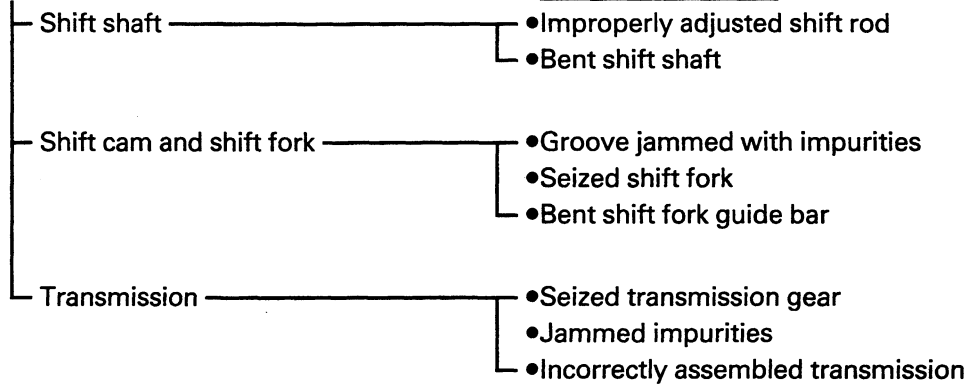 Shift shaft ●Improperly adjusted shift rod
●Bent shift shaft
Shift cam and shift fork ●Groove jammed with impurities
●Seized shift fork
●Bent shift fork guide bar
Transmission ●Seized transmission gear
●Jammed impurities
●Incorrectly assembled transmission